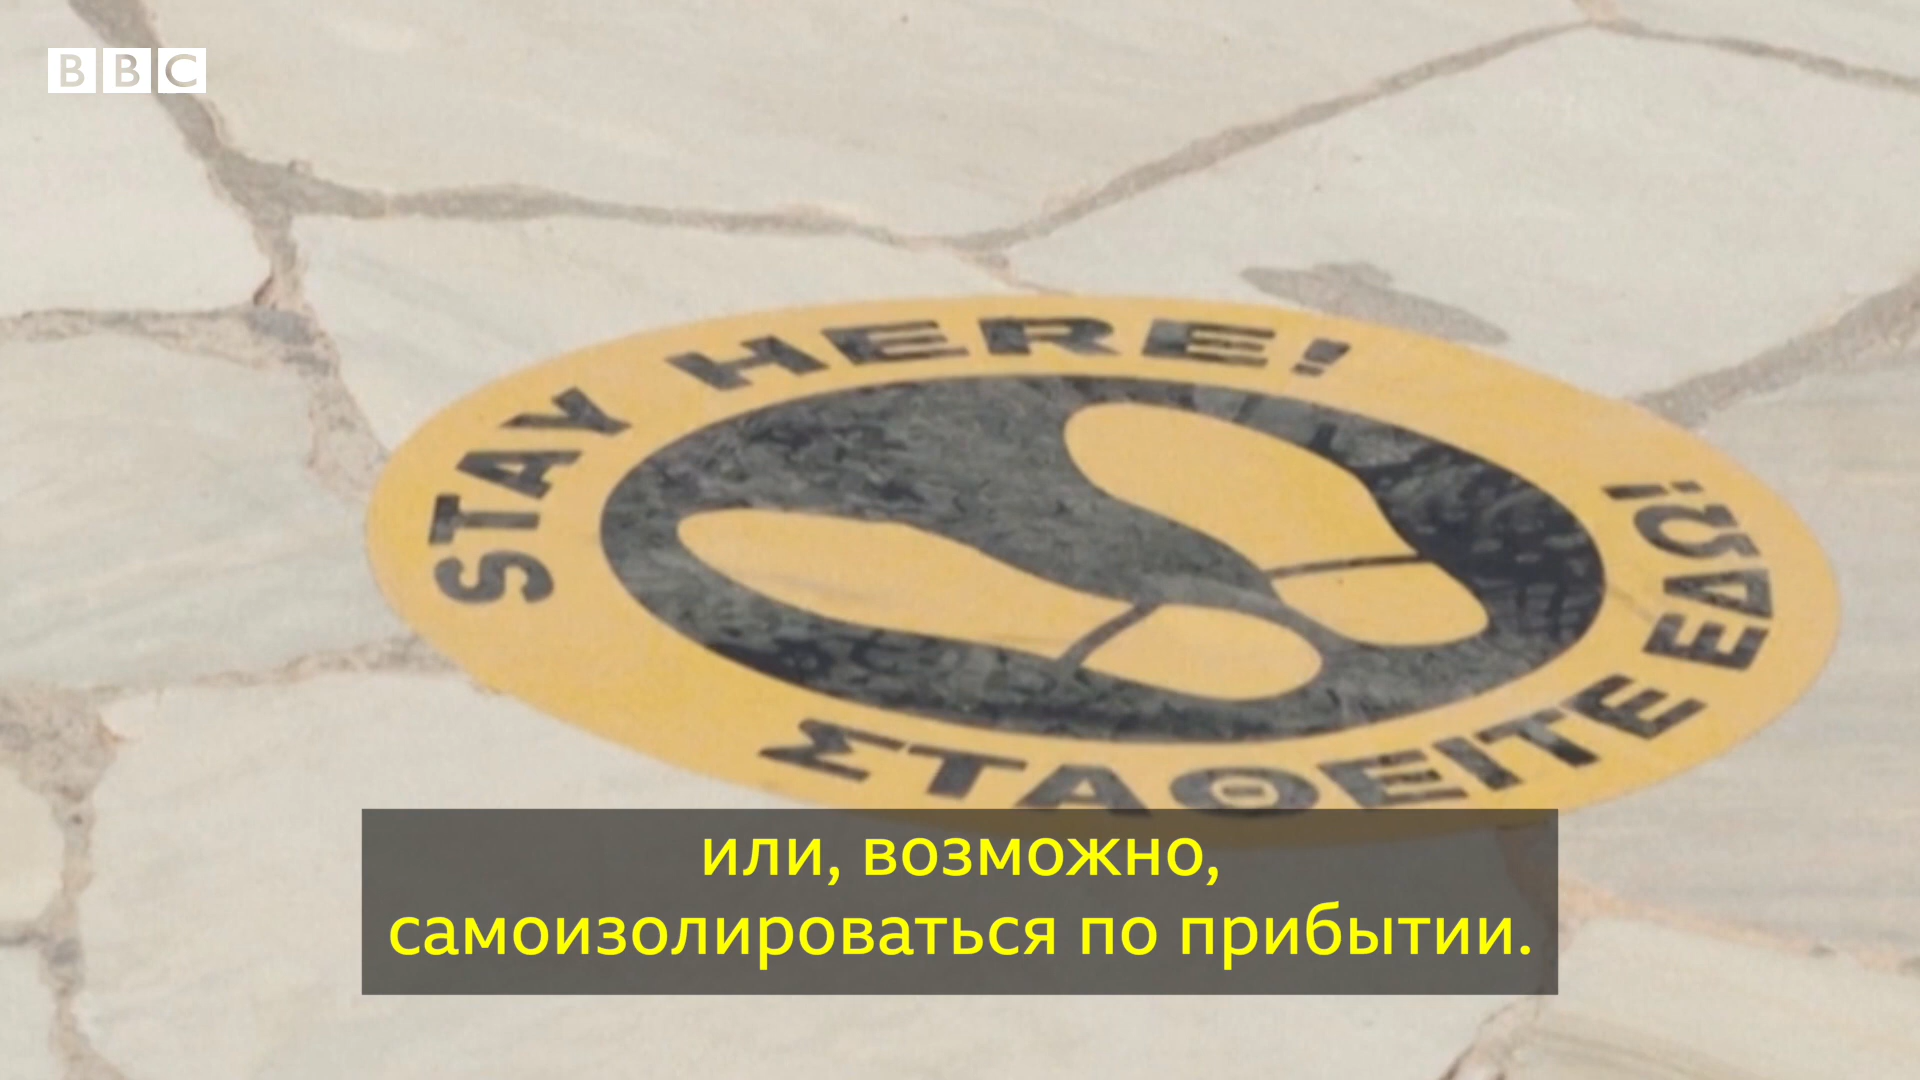 BBC
STAY HERE!
ΣΤΑΘΕΙΤΕ ΕΔΩ!
или, возможно,
самоизолироваться по прибытии.